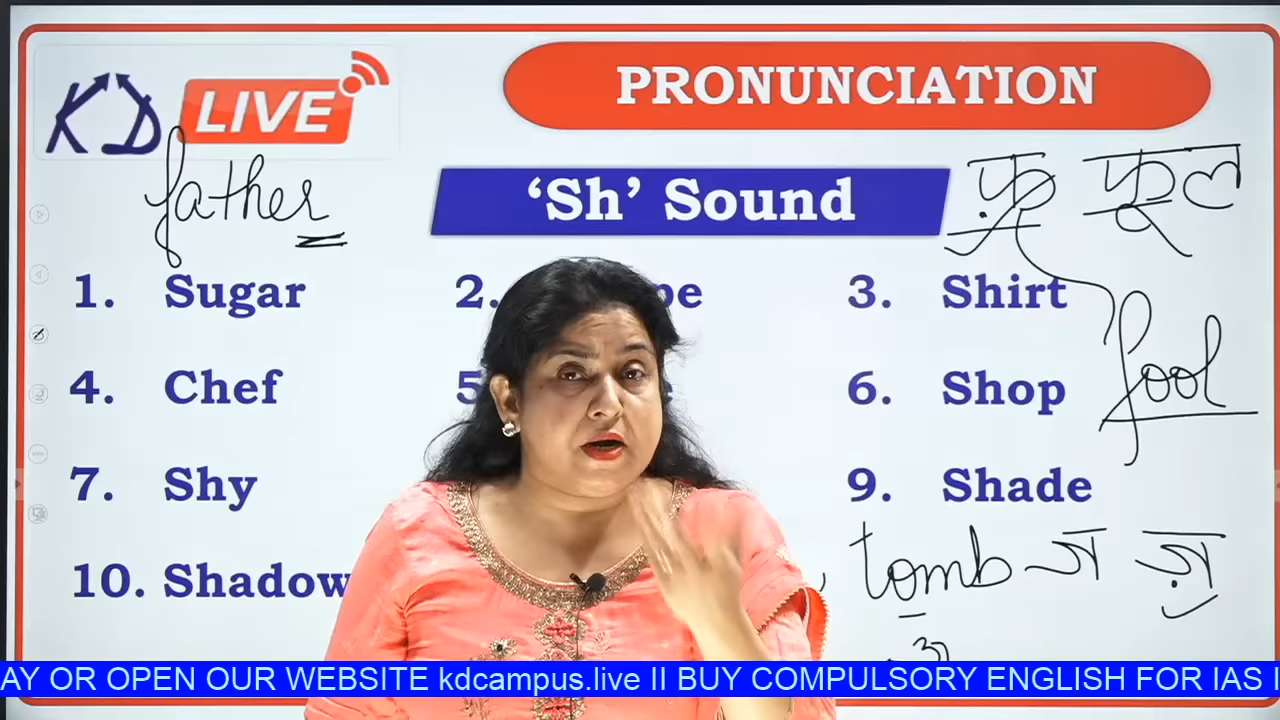 KD LIVE
PRONUNCIATION
father
'Sh' Sound
फ़ फूल
1. Sugar
2. pe
3. Shirt
fool
4. Chef
5
6. Shop
7. Shy
9. Shade
10. Shadow
tomb ज ज़
AY OR OPEN OUR WEBSITE kdcampus.live II BUY COMPULSORY ENGLISH FOR IAS